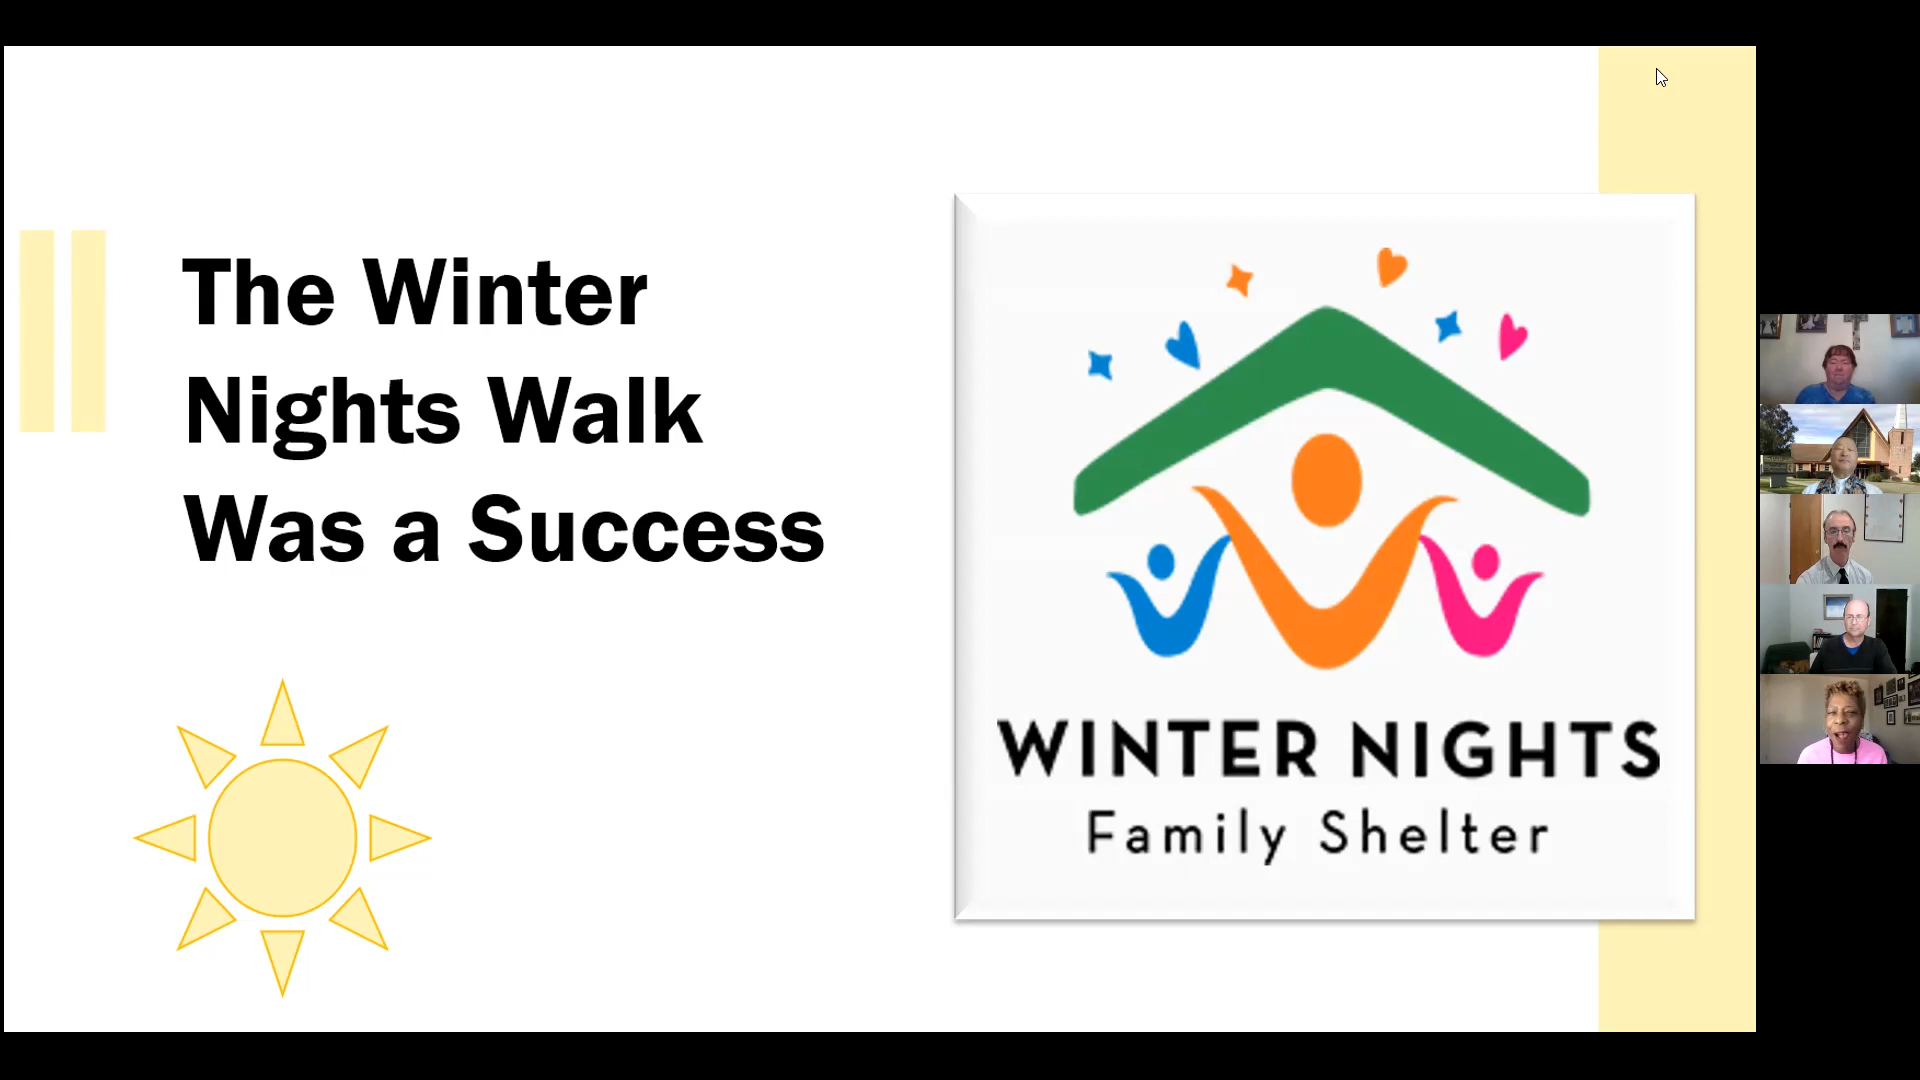 The Winter
Nights Walk
Was a Success
WINTER NIGHTS
Family Shelter